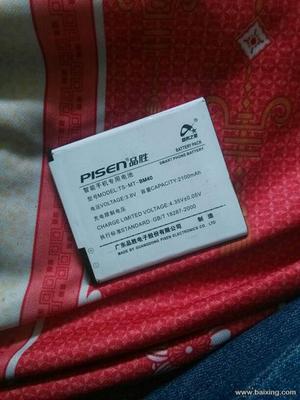 PISEN品胜
BATTERY PACK
智能手机专用电池
SMART PHONE BATTERY PACK
型号MODEL:TS-MT-BM40
电压VOLTAGE:3.8V 容量CAPACITY:2100mAh
充电限制电压
CHARGE LIMITED VOLTAGE:4.35V±0.05V
执行标准STANDARD:GB/T 18287-2000
广东品胜电子股份有限公司
MADE BY GUANGDONG PISEN ELECTRONICS CO.,LTD.
www.baixing.com